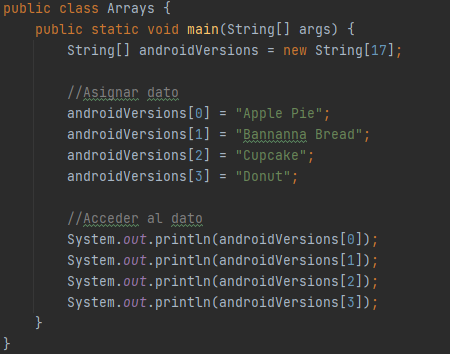 public class Arrays {
public static void main(String[] args) {
String[] androidVersions = new String[17];
//Asignar dato
androidVersions[0] = "Apple Pie";
androidVersions[1] = "Bannanna Bread";
androidVersions[2] = "Cupcake";
androidVersions[3] = "Donut";
//Acceder al dato
System.out.println(androidVersions[0]);
System.out.println(androidVersions[1]);
System.out.println(androidVersions[2]);
System.out.println(androidVersions[3]);
}
}